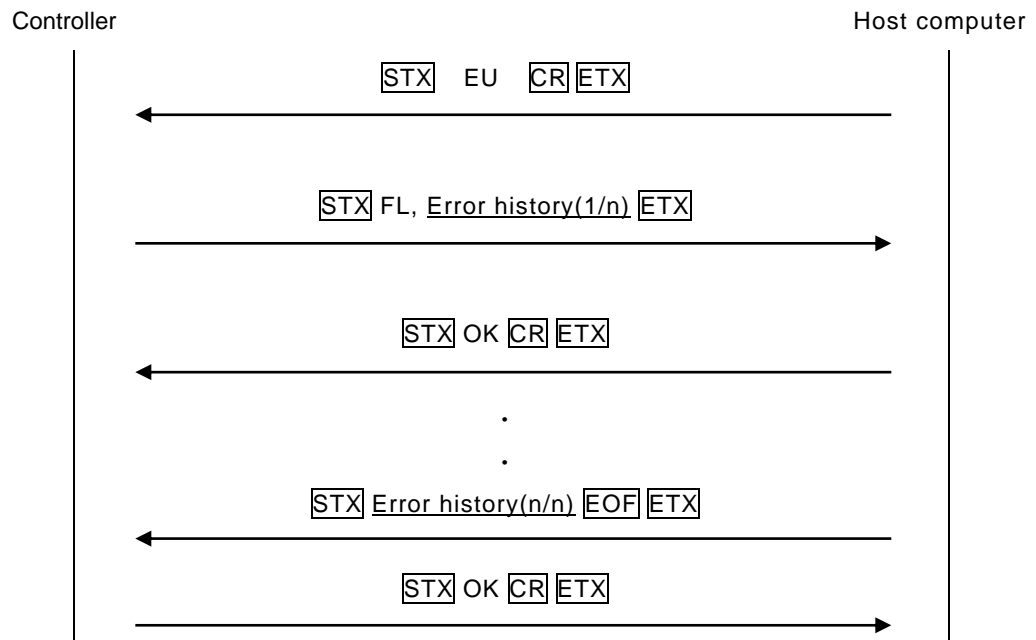 Controller Host computer
STX EU CR ETX
STX FL, Error history(1/n) ETX
STX OK CR ETX
.
.
STX Error history(n/n) EOF ETX
STX OK CR ETX